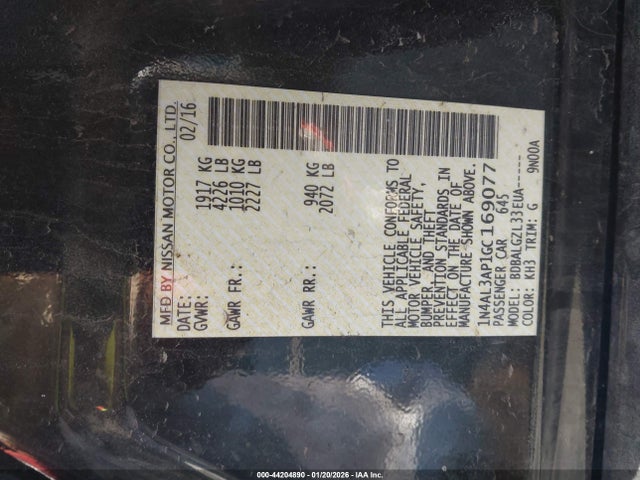 MFD BY NISSAN MOTOR CO., LTD.
DATE: 02/16
GVWR: 1917 KG
4226 LB
GAWR FR.: 1010 KG
2227 LB
GAWR RR.: 940 KG
2072 LB
THIS VEHICLE CONFORMS TO
ALL APPLICABLE FEDERAL
MOTOR VEHICLE SAFETY,
BUMPER, AND THEFT
PREVENTION STANDARDS IN
EFFECT ON THE DATE OF
MANUFACTURE SHOWN ABOVE.
1N4AL3AP1GC169077
PASSENGER CAR 645
MODEL: BDBALGZL33EUA-----
COLOR: KH3 TRIM: G 9N00A
000-44204890 - 01/20/2026 - IAA Inc.